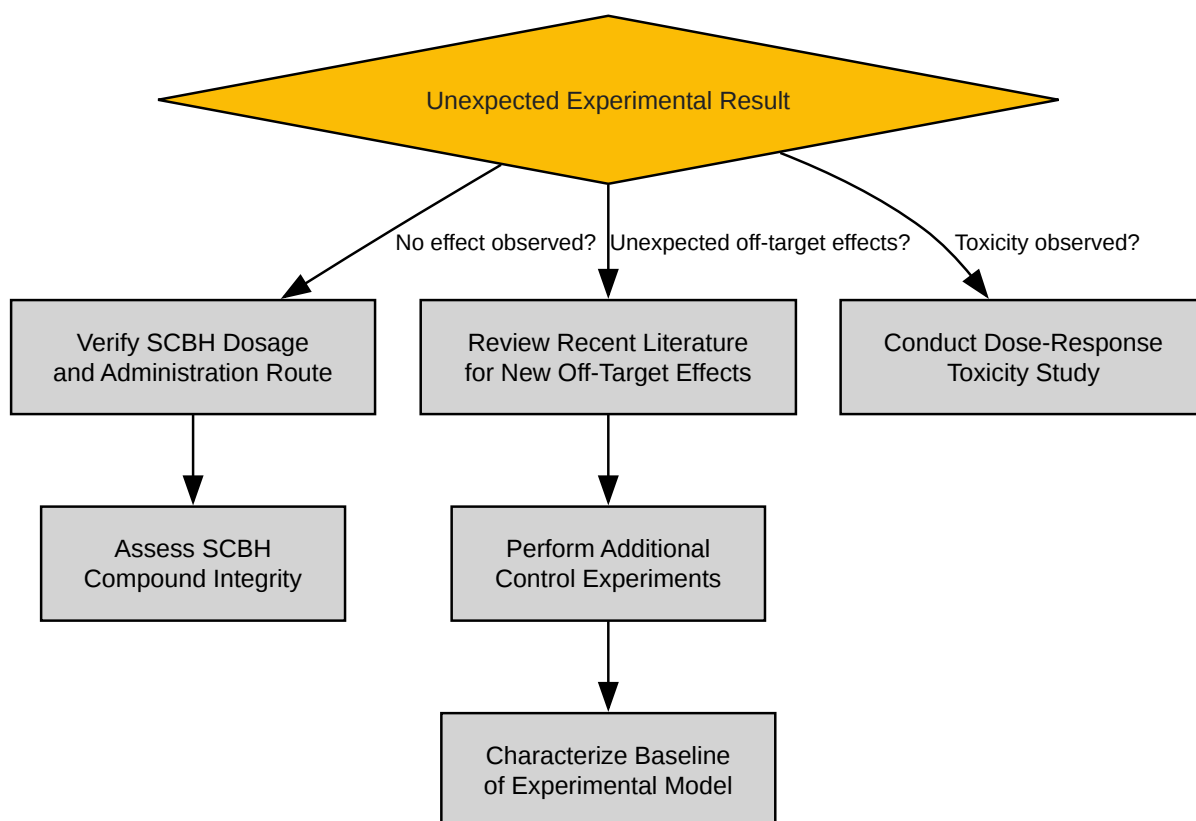 Unexpected Experimental Result
No effect observed?
Unexpected off-target effects?
Toxicity observed?
Verify SCBH Dosage
and Administration Route
Review Recent Literature
for New Off-Target Effects
Conduct Dose-Response
Toxicity Study
Assess SCBH
Compound Integrity
Perform Additional
Control Experiments
Characterize Baseline
of Experimental Model